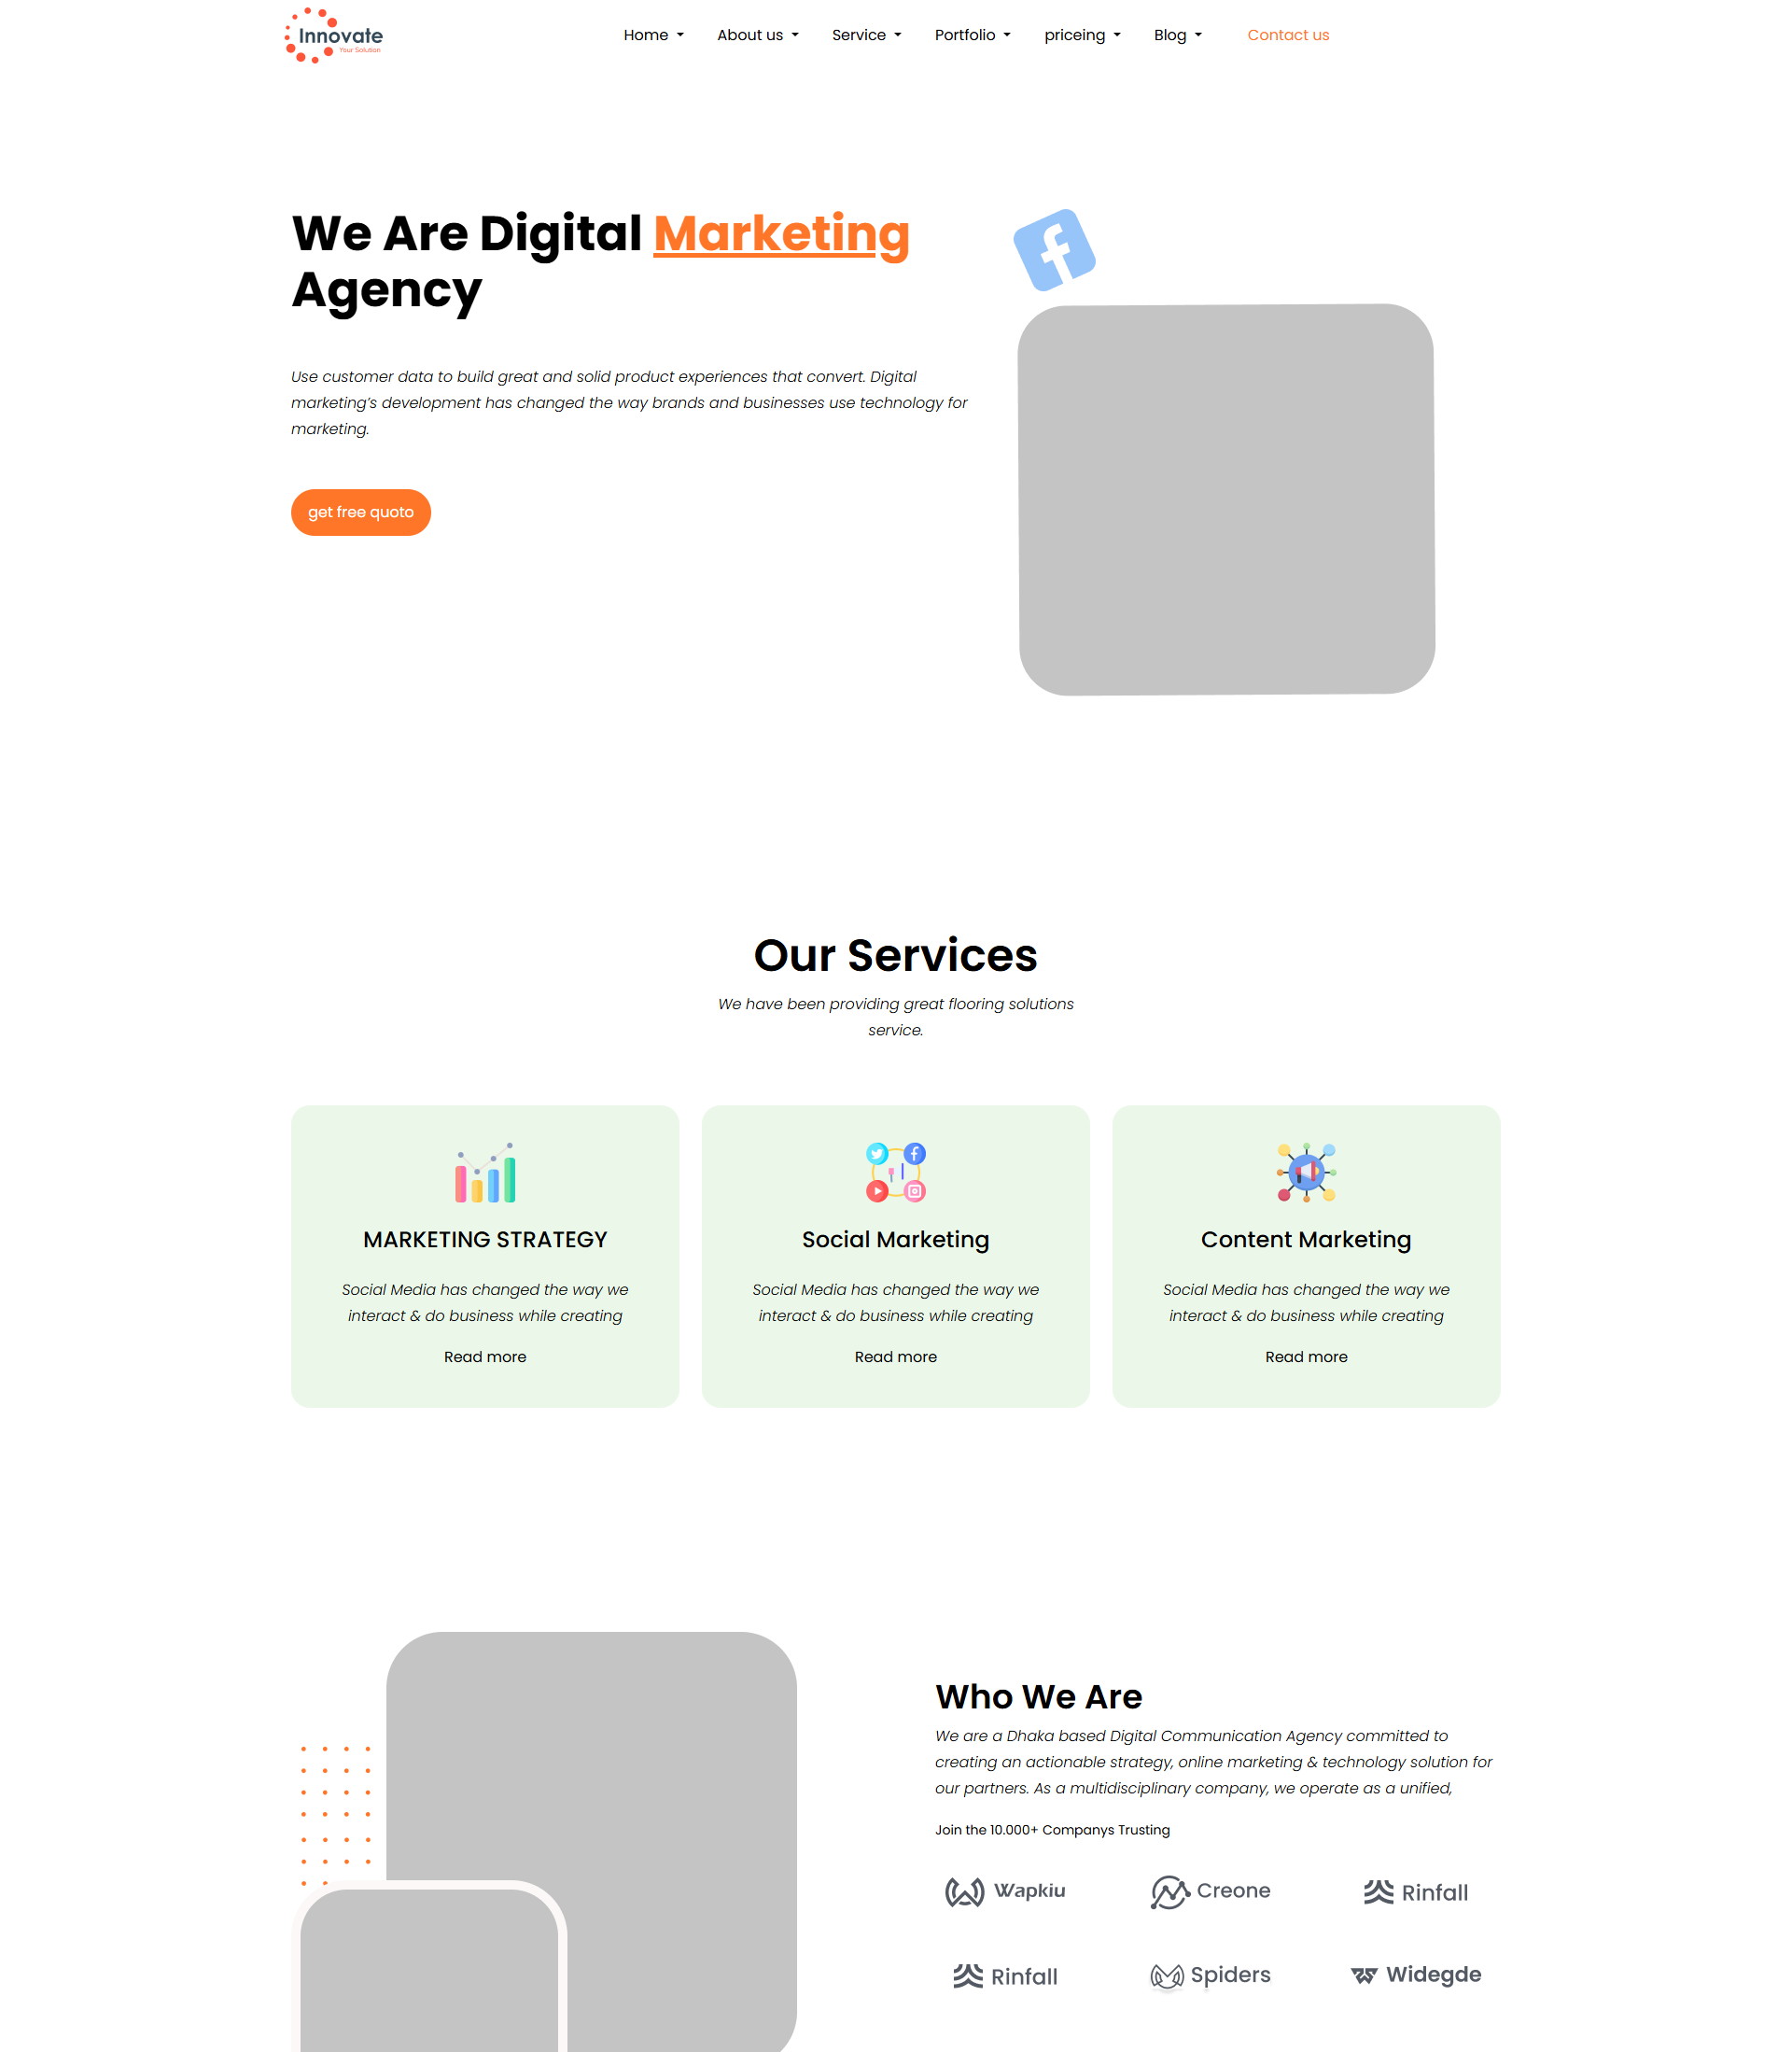 Innovate
Your Solution
Home
About us
Service
Portfolio
priceing
Blog
Contact us
We Are Digital Marketing
Agency
Use customer data to build great and solid product experiences that convert. Digital
marketing’s development has changed the way brands and businesses use technology for
marketing.
get free quoto
Our Services
We have been providing great flooring solutions
service.
MARKETING STRATEGY
Social Media has changed the way we
interact & do business while creating
Read more
Social Marketing
Social Media has changed the way we
interact & do business while creating
Read more
Content Marketing
Social Media has changed the way we
interact & do business while creating
Read more
Who We Are
We are a Dhaka based Digital Communication Agency committed to
creating an actionable strategy, online marketing & technology solution for
our partners. As a multidisciplinary company, we operate as a unified,
Join the 10.000+ Companys Trusting
Wapkiu
Creone
Rinfall
Rinfall
Spiders
Widegde